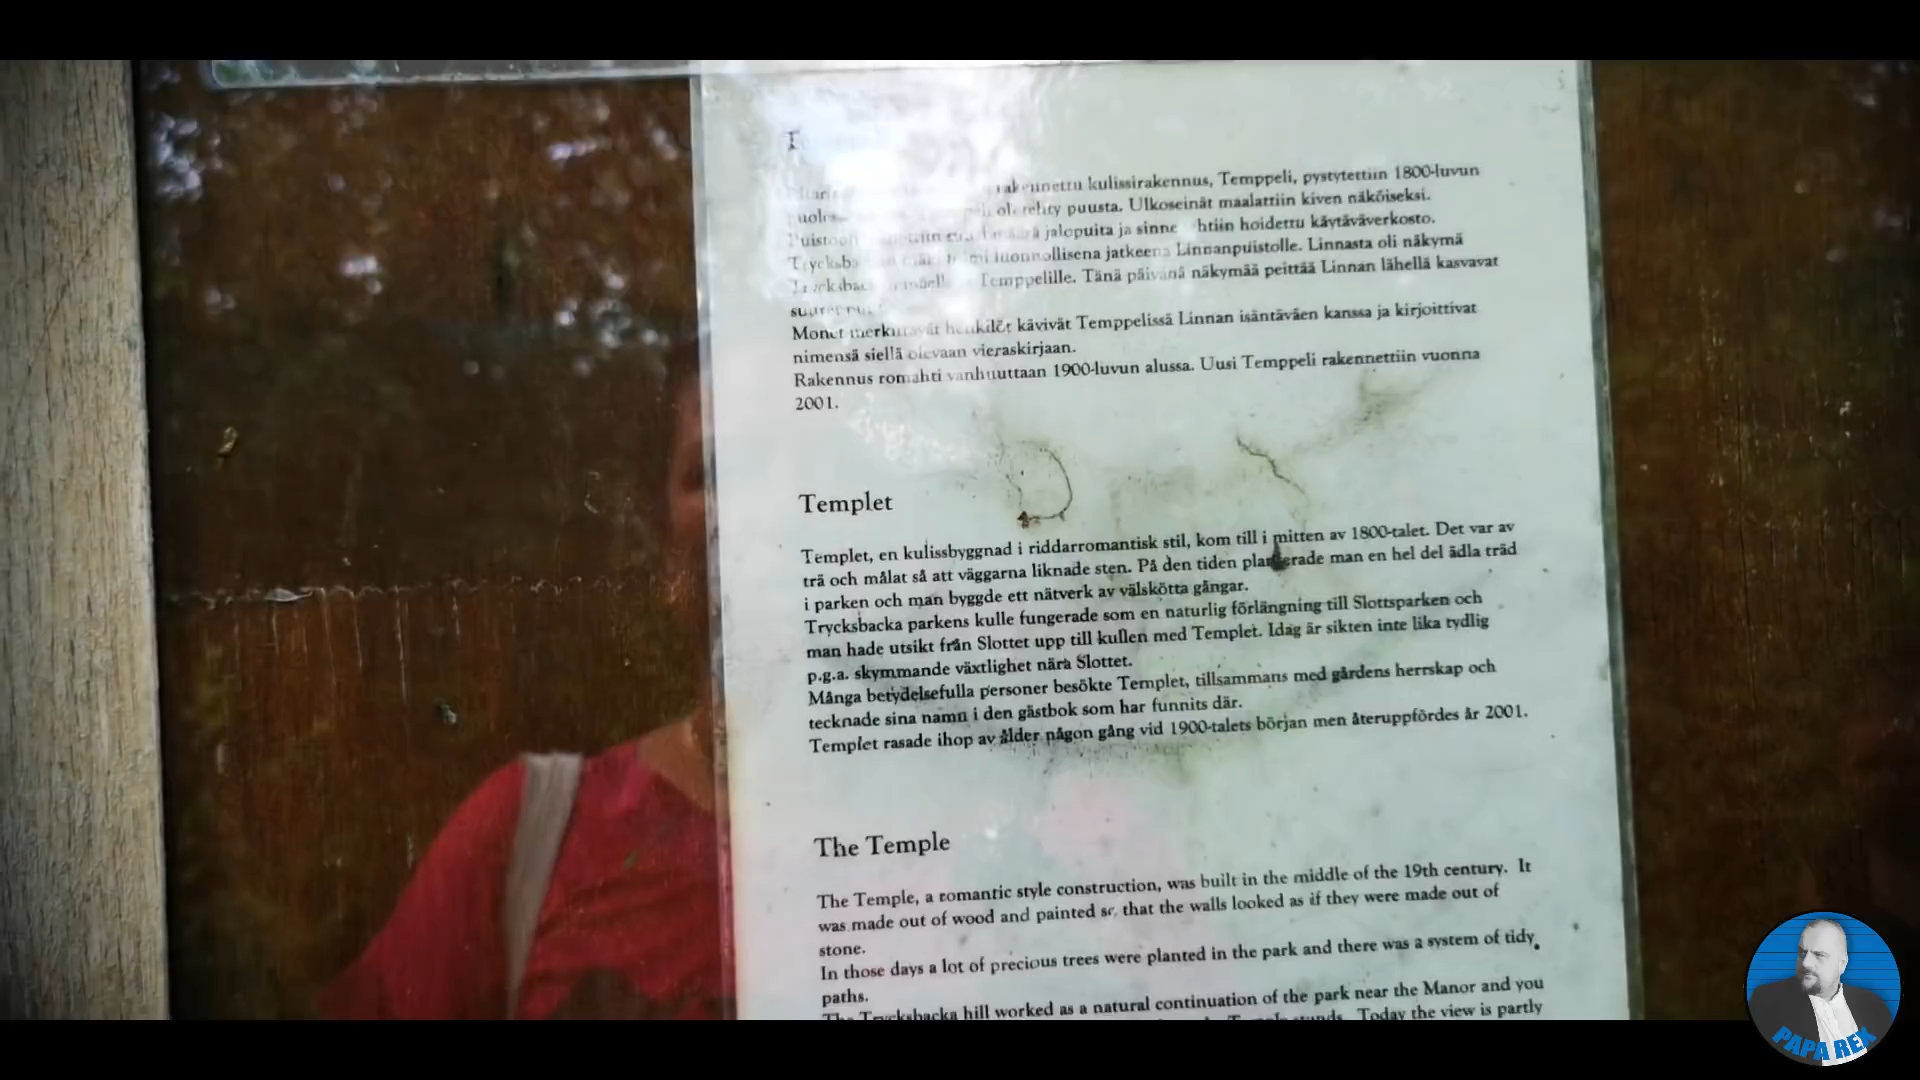 rakennettu kulissirakennus, Temppeli, pystytettiin 1800-luvun
puusta. Ulkoseinät maalattiin kiven näköiseksi.
jalopuita ja sinne hoidettu käytäväverkosto.
luonnollisena jatkeena Linnanpuistolle. Linnasta oli näkymä
Temppelille. Tänä päivänä näkymää peittää Linnan lähellä kasvavat
Monet merkittävät henkilöt kävivät Temppelissä Linnan isäntäväen kanssa ja kirjoittivat
nimensä siellä olevaan vieraskirjaan.
Rakennus romahti vanhuuttaan 1900-luvun alussa. Uusi Temppeli rakennettiin vuonna
2001.
Templet
Templet, en kulissbyggnad i riddarromantisk stil, kom till i mitten av 1800-talet. Det var av
trä och målat så att väggarna liknade sten. På den tiden planterade man en hel del ädla träd
i parken och man byggde ett nätverk av välskötta gångar.
Trycksbacka parkens kulle fungerade som en naturlig förlängning till Slottsparken och
man hade utsikt från Slottet upp till kullen med Templet. Idag är sikten inte lika tydlig
p.g.a. skymmande växtlighet nära Slottet.
Många betydelsefulla personer besökte Templet, tillsammans med gårdens herrskap och
tecknade sina namn i den gästbok som har funnits där.
Templet rasade ihop av ålder någon gång vid 1900-talets början men återuppfördes år 2001.
The Temple
The Temple, a romantic style construction, was built in the middle of the 19th century. It
was made out of wood and painted so that the walls looked as if they were made out of
stone.
In those days a lot of precious trees were planted in the park and there was a system of tidy
paths.
The Trycksbacka hill worked as a natural continuation of the park near the Manor and you
stands. Today the view is partly
PAPA REX